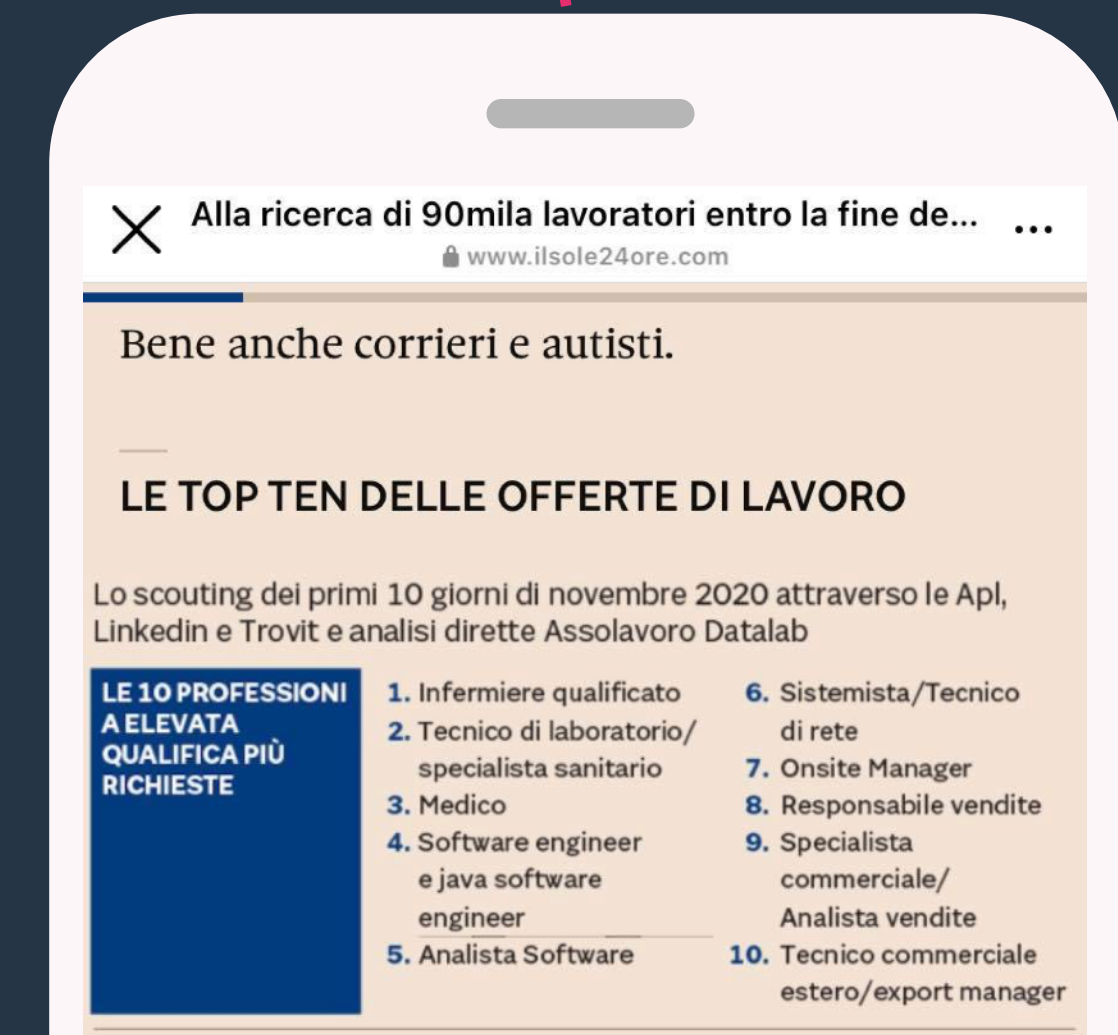 Alla ricerca di 90mila lavoratori entro la fine de...
www.ilsole24ore.com
Bene anche corrieri e autisti.
LE TOP TEN DELLE OFFERTE DI LAVORO
Lo scouting dei primi 10 giorni di novembre 2020 attraverso le Apl,
Linkedin e Trovit e analisi dirette Assolavoro Datalab
LE 10 PROFESSIONI
A ELEVATA
QUALIFICA PIÙ
RICHIESTE
1. Infermiere qualificato
2. Tecnico di laboratorio/
specialista sanitario
3. Medico
4. Software engineer
e java software
engineer
5. Analista Software
6. Sistemista/Tecnico
di rete
7. Onsite Manager
8. Responsabile vendite
9. Specialista
commerciale/
Analista vendite
10. Tecnico commerciale
estero/export manager